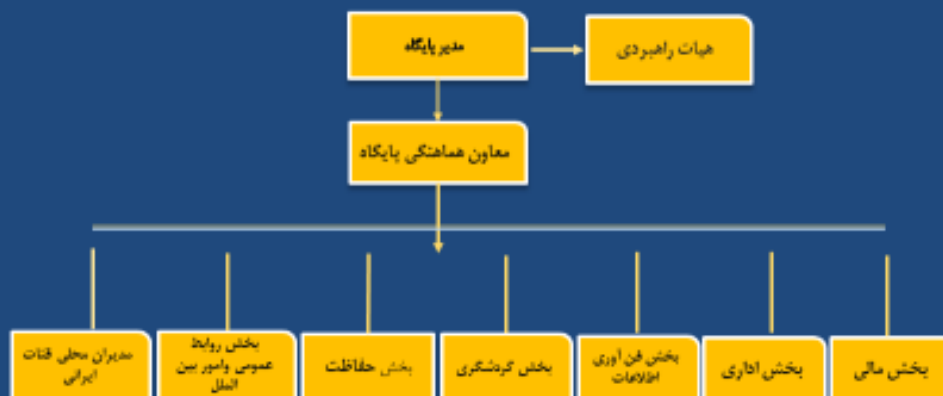 مدیر پایگاه
هیات راهبردی
معاون هماهنگی پایگاه
بخش مالی
بخش اداری
بخش فن آوری
اطلاعات
بخش گردشگری
بخش حفاظت
بخش روابط
عمومی وامور بین
الملل
مدیران محلی قنات
ایرانی